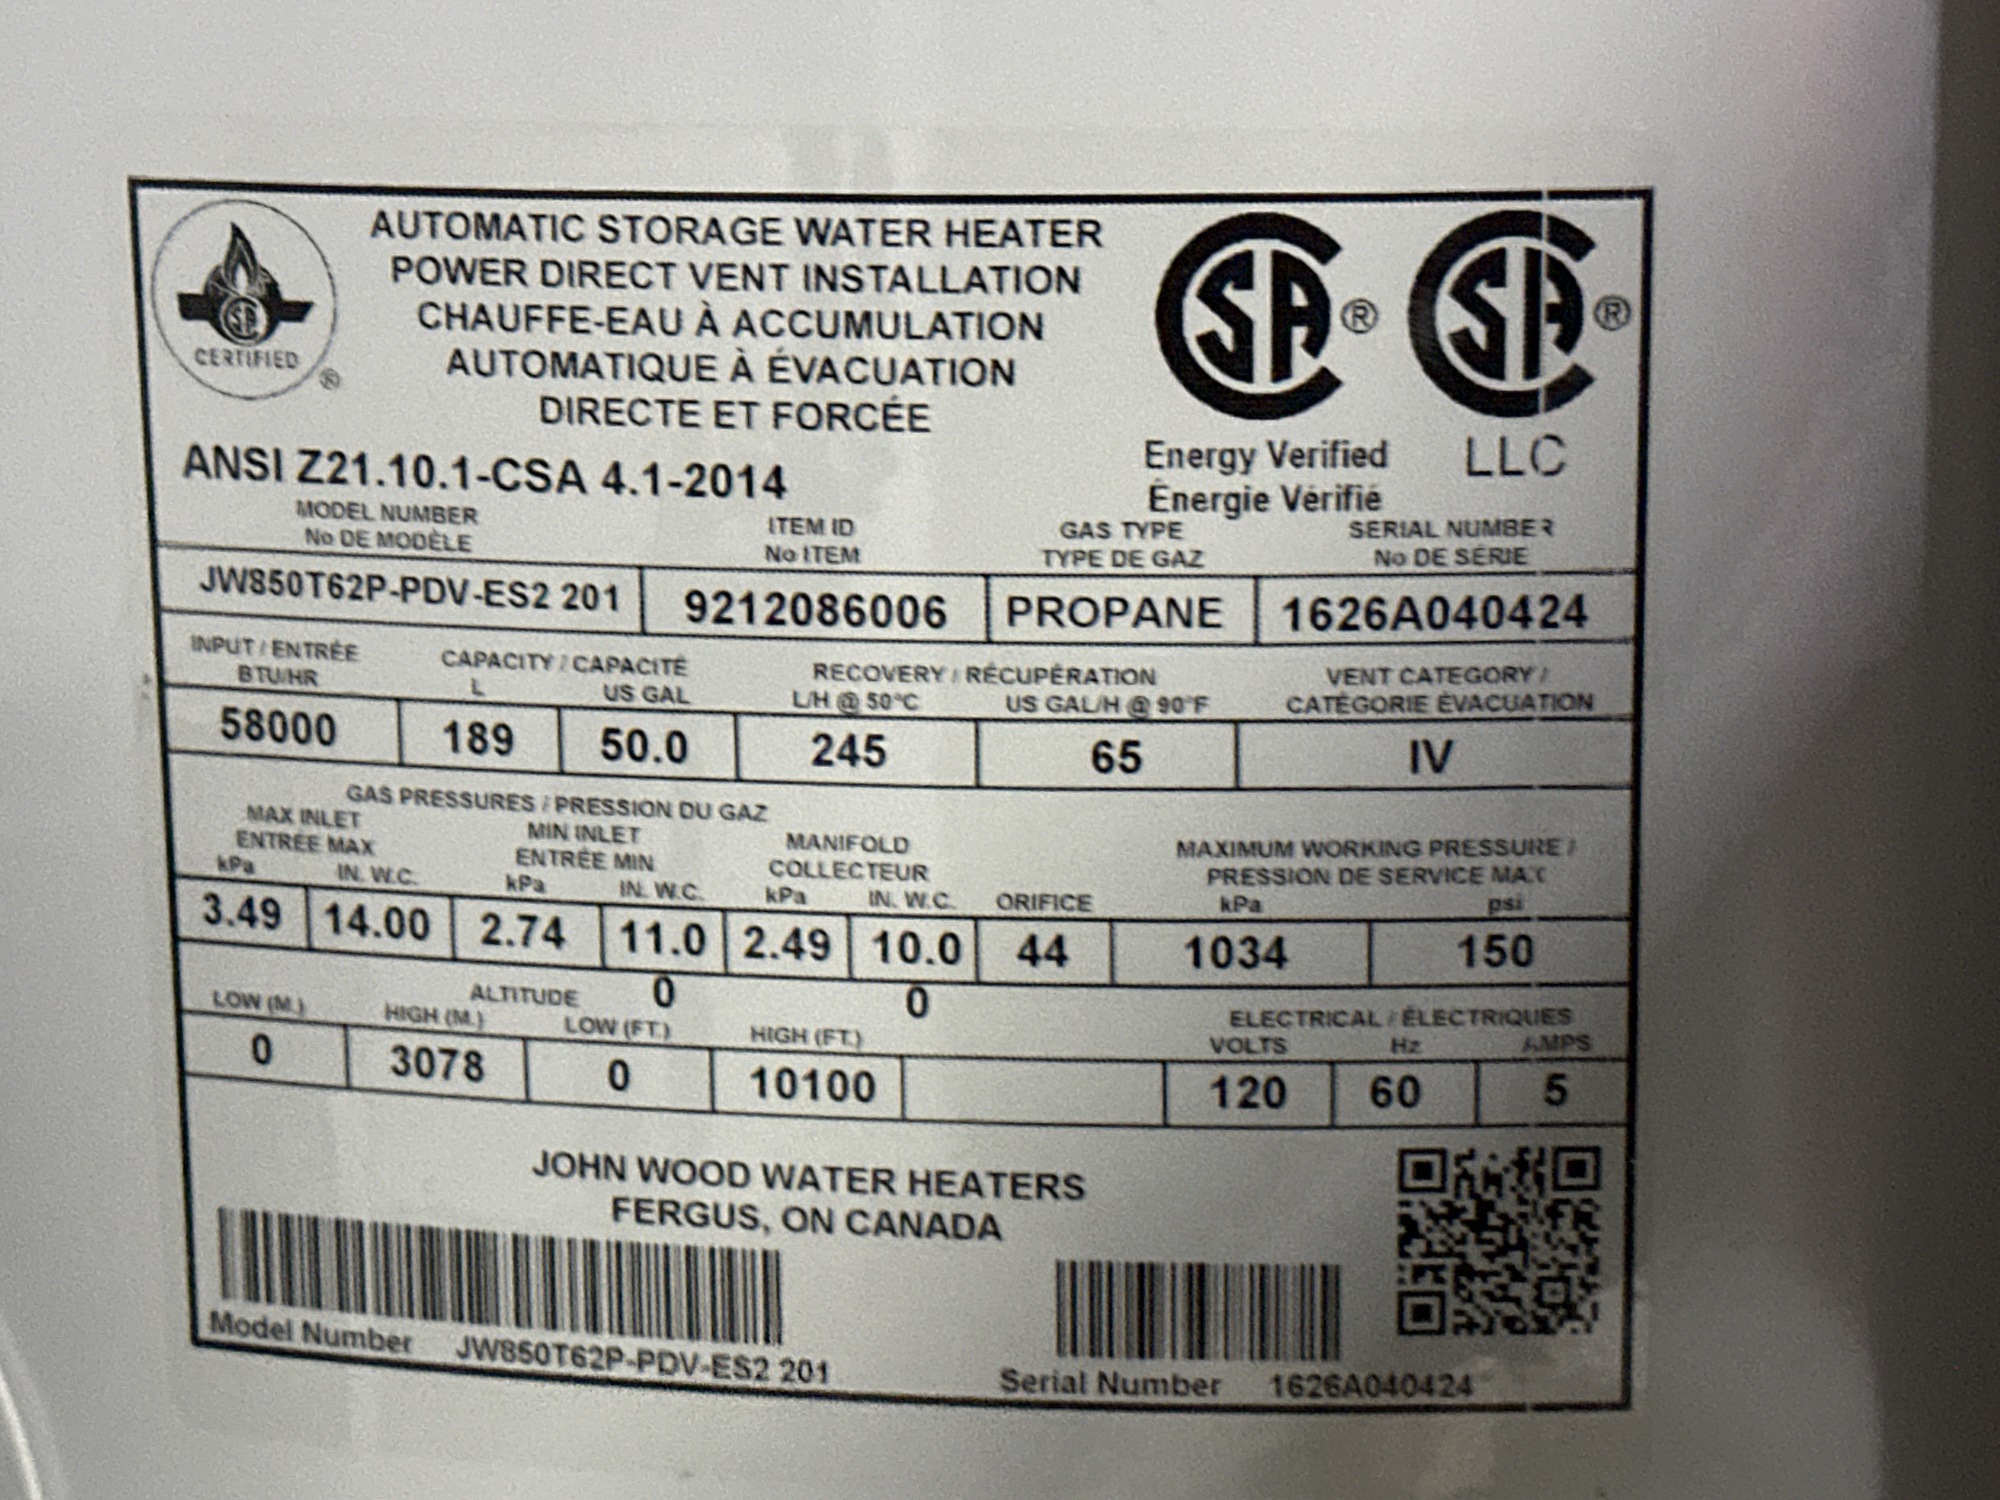 CERTIFIED ®
AUTOMATIC STORAGE WATER HEATER
POWER DIRECT VENT INSTALLATION
CHAUFFE-EAU À ACCUMULATION
AUTOMATIQUE À ÉVACUATION
DIRECTE ET FORCÉE
ANSI Z21.10.1-CSA 4.1-2014
CSA ® CSA ®
Energy Verified LLC
Énergie Vérifié
MODEL NUMBER ITEM ID GAS TYPE SERIAL NUMBER
No DE MODÈLE No ITEM TYPE DE GAZ No DE SÉRIE
JW850T62P-PDV-ES2 201 9212086006 PROPANE 1626A040424
INPUT / ENTRÉE CAPACITY / CAPACITÉ RECOVERY / RÉCUPÉRATION VENT CATEGORY /
BTU/HR L US GAL L/H @ 50°C US GAL/H @ 90°F CATÉGORIE ÉVACUATION
58000 189 50.0 245 65 IV
GAS PRESSURES / PRESSION DU GAZ
MAX INLET MIN INLET MANIFOLD MAXIMUM WORKING PRESSURE /
ENTRÉE MAX ENTRÉE MIN COLLECTEUR PRESSION DE SERVICE MAX
kPa IN. W.C. kPa IN. W.C. kPa IN. W.C. ORIFICE kPa psi
3.49 14.00 2.74 11.0 2.49 10.0 44 1034 150
ALTITUDE 0 0 ELECTRICAL / ÉLECTRIQUES
LOW (M.) HIGH (M.) LOW (FT.) HIGH (FT.) VOLTS Hz AMPS
0 3078 0 10100 120 60 5
JOHN WOOD WATER HEATERS
FERGUS, ON CANADA
Model Number JW850T62P-PDV-ES2 201
Serial Number 1626A040424